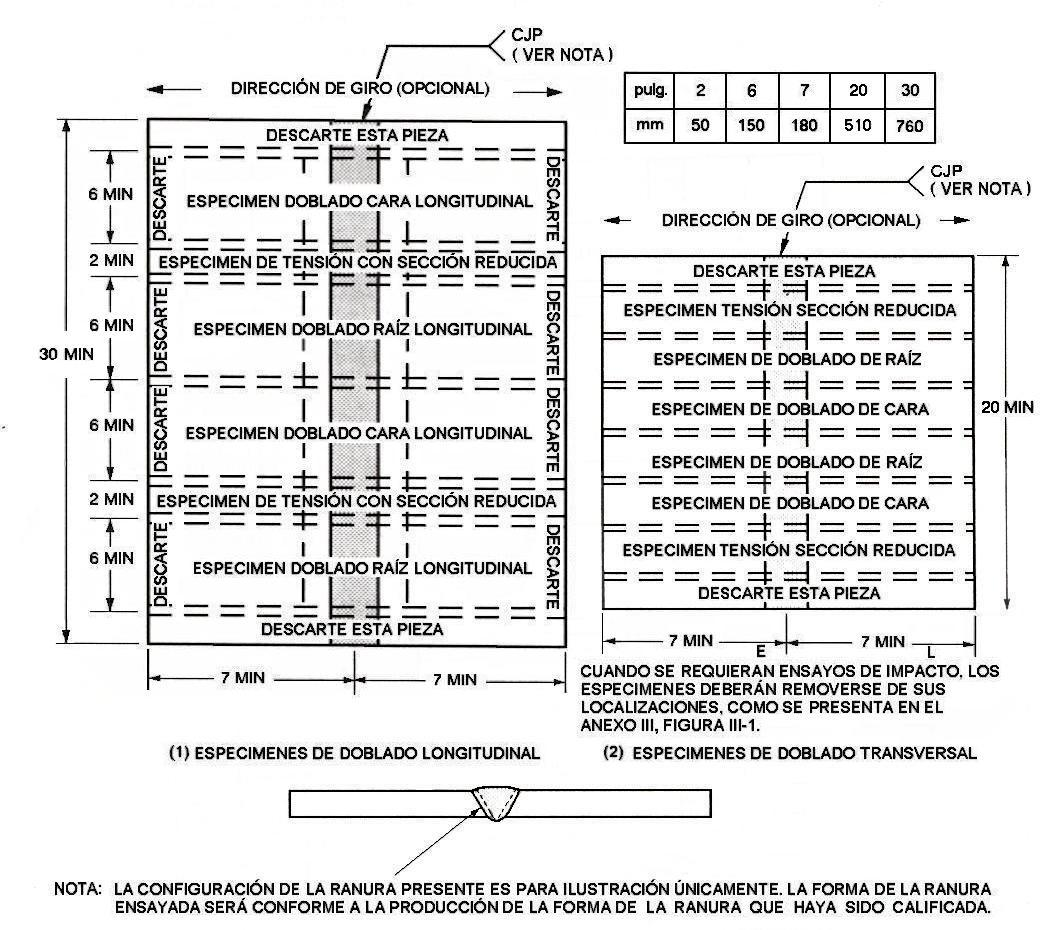 CJP
( VER NOTA )
DIRECCIÓN DE GIRO (OPCIONAL)
pulg. 2 6 7 20 30
mm 50 150 180 510 760
DESCARTE ESTA PIEZA
6 MIN
DESCARTE
ESPECIMEN DOBLADO CARA LONGITUDINAL
DESCARTE
2 MIN
ESPECIMEN DE TENSIÓN CON SECCIÓN REDUCIDA
6 MIN
DESCARTE
ESPECIMEN DOBLADO RAÍZ LONGITUDINAL
DESCARTE
30 MIN
6 MIN
DESCARTE
ESPECIMEN DOBLADO CARA LONGITUDINAL
DESCARTE
2 MIN
ESPECIMEN DE TENSIÓN CON SECCIÓN REDUCIDA
6 MIN
DESCARTE
ESPECIMEN DOBLADO RAÍZ LONGITUDINAL
DESCARTE
DESCARTE ESTA PIEZA
7 MIN 7 MIN
(1) ESPECIMENES DE DOBLADO LONGITUDINAL
CJP
( VER NOTA )
DIRECCIÓN DE GIRO (OPCIONAL)
DESCARTE ESTA PIEZA
ESPECIMEN TENSIÓN SECCIÓN REDUCIDA
ESPECIMEN DE DOBLADO DE RAÍZ
ESPECIMEN DE DOBLADO DE CARA
20 MIN
ESPECIMEN DE DOBLADO DE RAÍZ
ESPECIMEN DE DOBLADO DE CARA
ESPECIMEN TENSIÓN SECCIÓN REDUCIDA
DESCARTE ESTA PIEZA
7 MIN 7 MIN
E L
CUANDO SE REQUIERAN ENSAYOS DE IMPACTO, LOS
ESPECIMENES DEBERÁN REMOVERSE DE SUS
LOCALIZACIONES, COMO SE PRESENTA EN EL
ANEXO III, FIGURA III-1.
(2) ESPECIMENES DE DOBLADO TRANSVERSAL
NOTA: LA CONFIGURACIÓN DE LA RANURA PRESENTE ES PARA ILUSTRACIÓN ÚNICAMENTE. LA FORMA DE LA RANURA
ENSAYADA SERÁ CONFORME A LA PRODUCCIÓN DE LA FORMA DE LA RANURA QUE HAYA SIDO CALIFICADA.